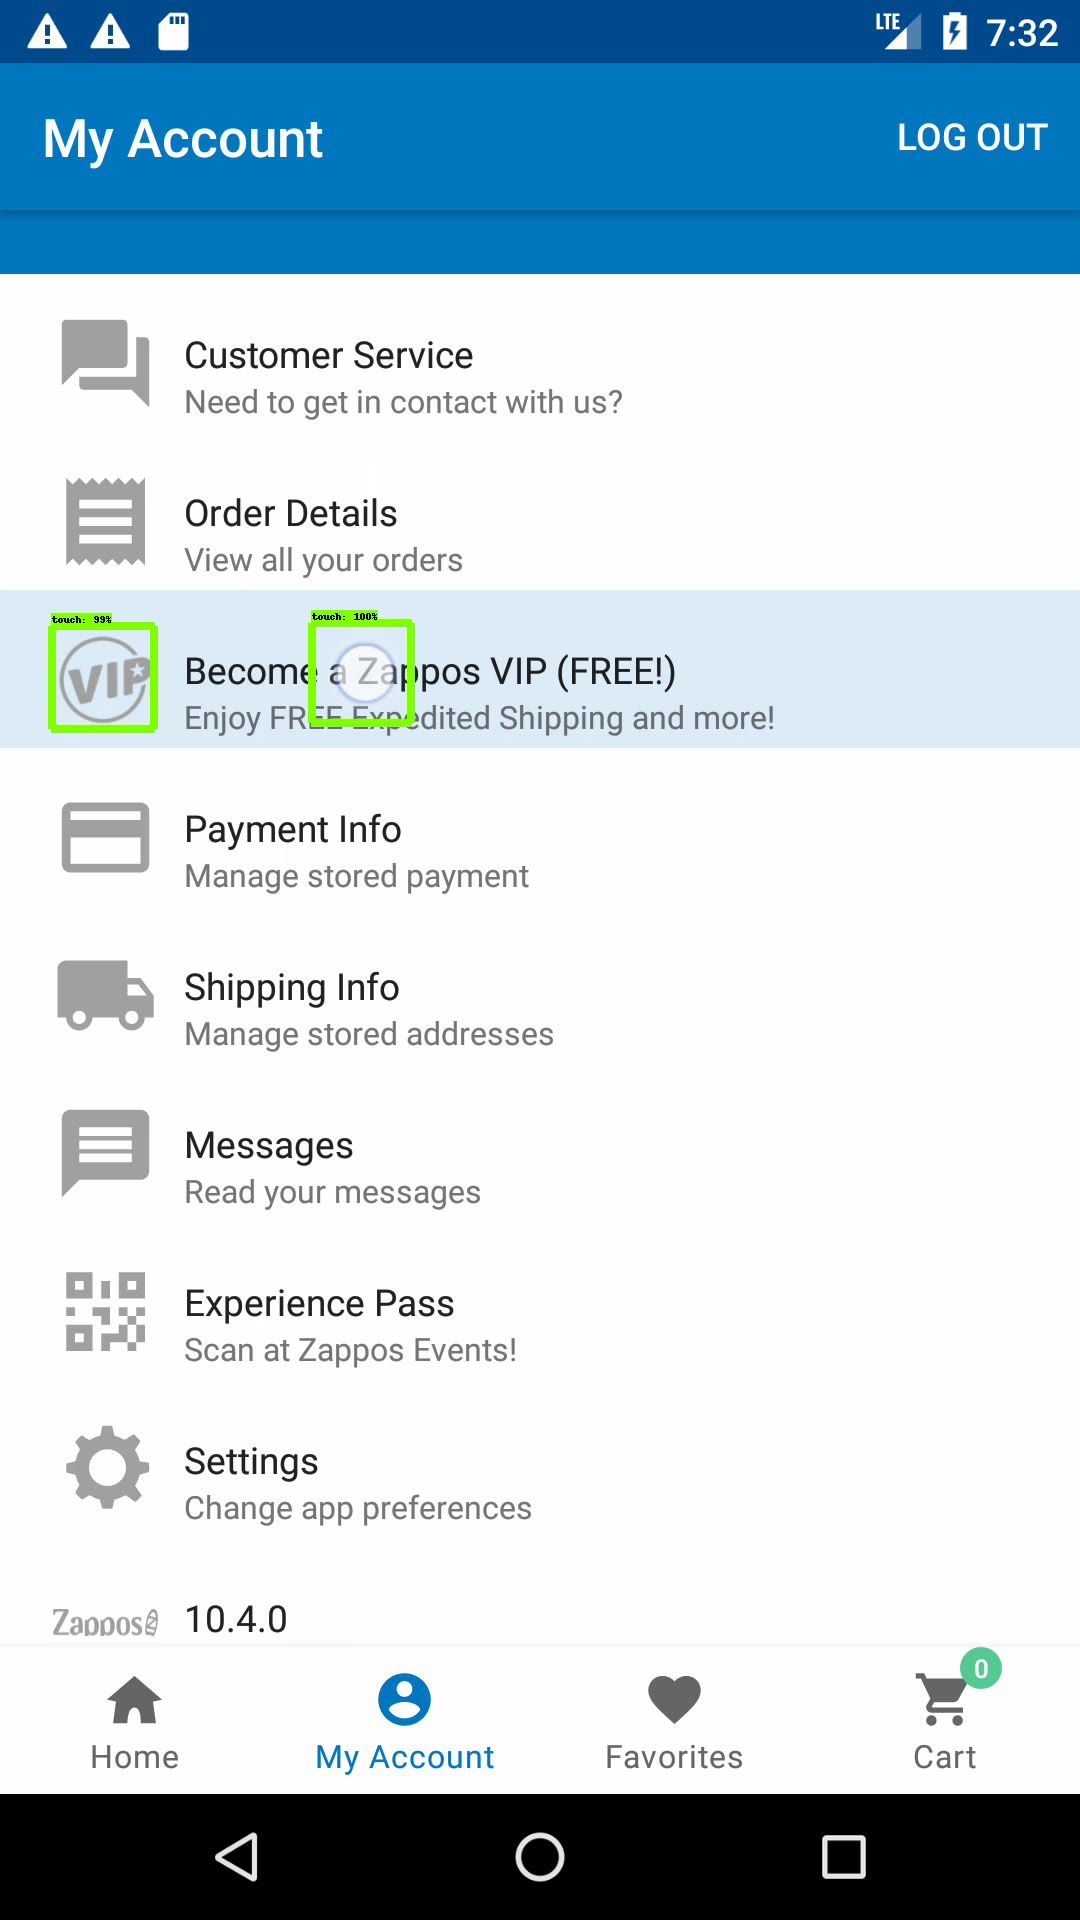 LTE 7:32
My Account LOG OUT
Customer Service
Need to get in contact with us?
Order Details
View all your orders
touch: 99% touch: 100%
VIP Become a Zappos VIP (FREE!)
Enjoy FREE Expedited Shipping and more!
Payment Info
Manage stored payment
Shipping Info
Manage stored addresses
Messages
Read your messages
Experience Pass
Scan at Zappos Events!
Settings
Change app preferences
Zappos 10.4.0
0
Home My Account Favorites Cart